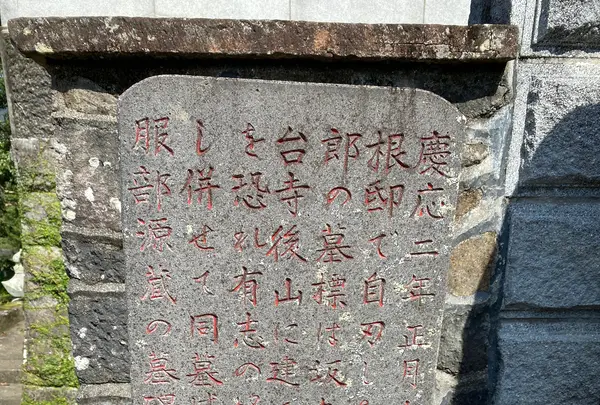 慶応二年正月
根邸で自刃し
郎の墓標は坂
台寺後山に建
を恐れ有志の
し併せて同墓
服部源蔵の墓